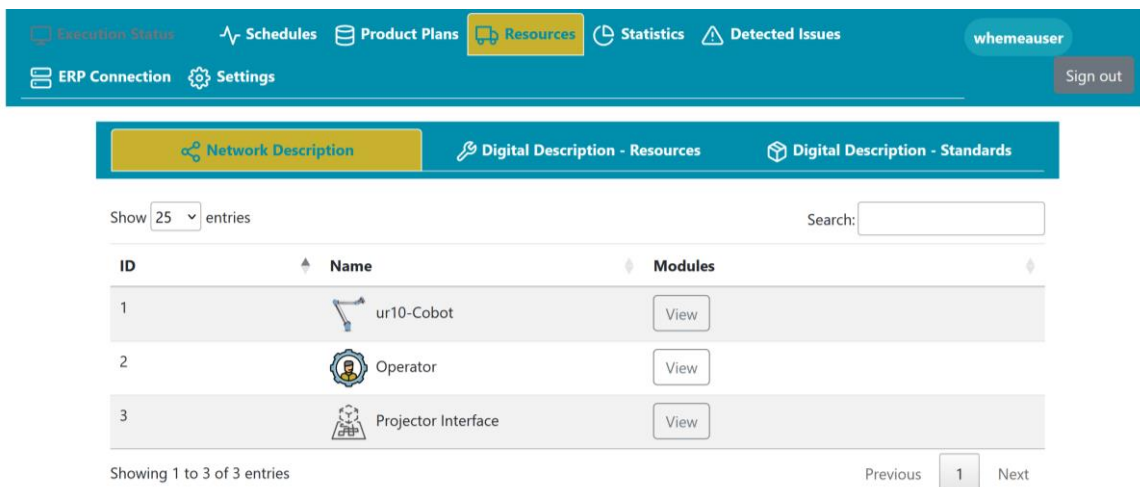 Execution Status Schedules Product Plans Resources Statistics Detected Issues whemeauser
ERP Connection Settings Sign out
Network Description Digital Description - Resources Digital Description - Standards
Show 25 entries Search:
ID Name Modules
1 ur10-Cobot View
2 Operator View
3 Projector Interface View
Showing 1 to 3 of 3 entries Previous 1 Next